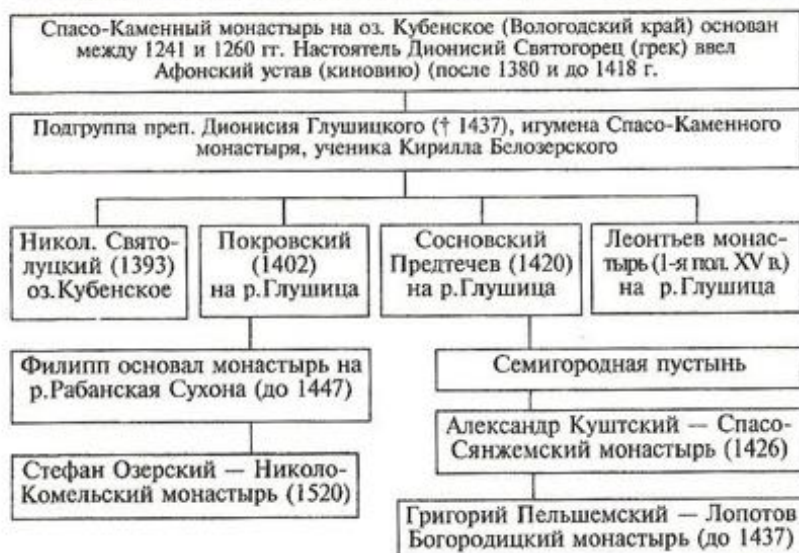 Спасо-Каменный монастырь на оз. Кубенское (Вологодский край) основан
между 1241 и 1260 гг. Настоятель Дионисий Святогорец (грек) ввел
Афонский устав (киновию) (после 1380 и до 1418 г.
Подгруппа преп. Дионисия Глушицкого († 1437), игумена Спасо-Каменного
монастыря, ученика Кирилла Белозерского
Никол. Свято-
луцкий (1393)
оз.Кубенское
Покровский
(1402)
на р.Глушица
Сосновский
Предтечев (1420)
на р.Глушица
Леонтьев монас-
тырь (1-я пол. XV в.)
на р.Глушица
Филипп основал монастырь на
р.Рабанская Сухона (до 1447)
Стефан Озерский — Николо-
Комельский монастырь (1520)
Семигородная пустынь
Александр Куштский — Спасо-
Сянжемский монастырь (1426)
Григорий Пельшемский — Лопотов
Богородицкий монастырь (до 1437)